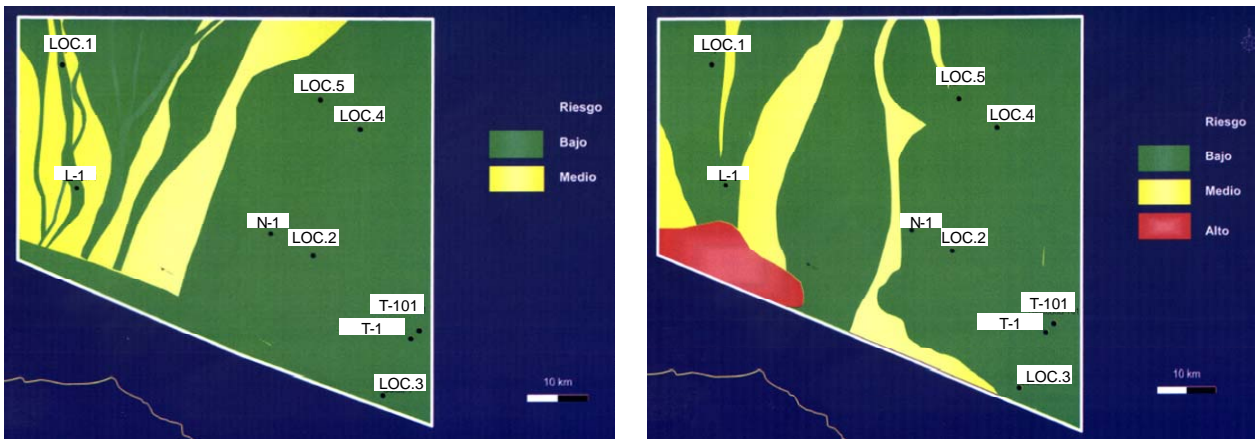 LOC.1
LOC.5
LOC.4
L-1
N-1
LOC.2
T-101
T-1
LOC.3
Riesgo
Bajo
Medio
10 km
LOC.1
LOC.5
LOC.4
L-1
N-1
LOC.2
T-101
T-1
LOC.3
Riesgo
Bajo
Medio
Alto
10 km